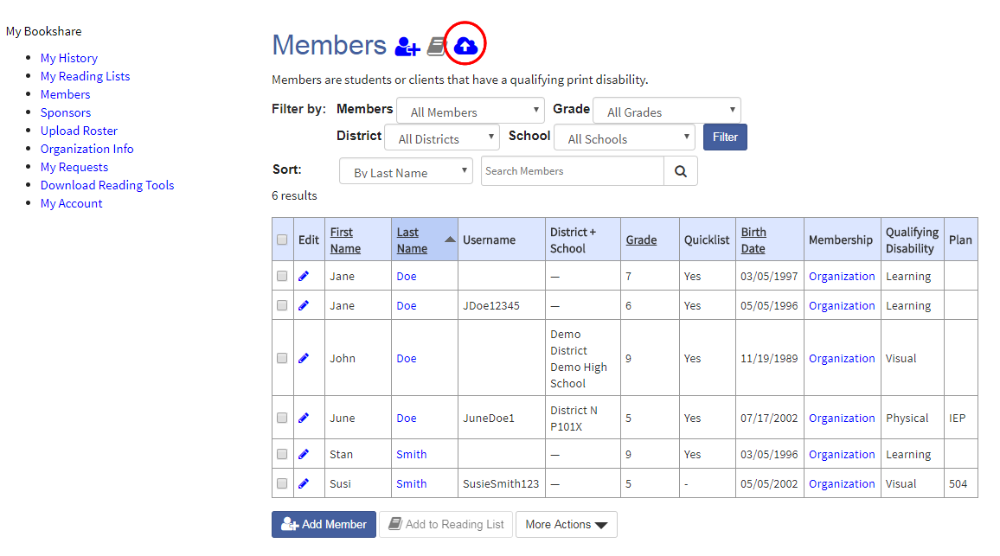 My Bookshare
My History
My Reading Lists
Members
Sponsors
Upload Roster
Organization Info
My Requests
Download Reading Tools
My Account
Members
Members are students or clients that have a qualifying print disability.
Filter by: Members All Members Grade All Grades
District All Districts School All Schools Filter
Sort: By Last Name Search Members
6 results
Edit First Name Last Name Username District + School Grade Quicklist Birth Date Membership Qualifying Disability Plan
Jane Doe — 7 Yes 03/05/1997 Organization Learning
Jane Doe JDoe12345 — 6 Yes 05/05/1996 Organization Learning
John Doe Demo District Demo High School 9 Yes 11/19/1989 Organization Visual
June Doe JuneDoe1 District N P101X 5 Yes 07/17/2002 Organization Physical IEP
Stan Smith — 9 Yes 03/05/1996 Organization Learning
Susi Smith SusieSmith123 — 5 - 05/05/2002 Organization Visual 504
Add Member Add to Reading List More Actions